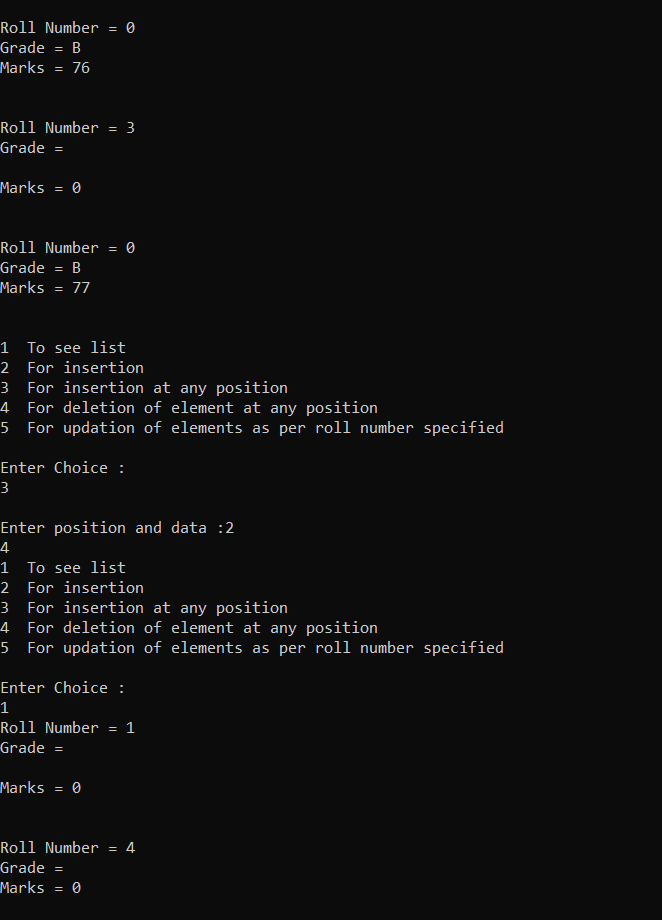 Roll Number = 0
Grade = B
Marks = 76
Roll Number = 3
Grade =
Marks = 0
Roll Number = 0
Grade = B
Marks = 77
1  To see list
2  For insertion
3  For insertion at any position
4  For deletion of element at any position
5  For updation of elements as per roll number specified
Enter Choice :
3
Enter position and data :2
4
1  To see list
2  For insertion
3  For insertion at any position
4  For deletion of element at any position
5  For updation of elements as per roll number specified
Enter Choice :
1
Roll Number = 1
Grade =
Marks = 0
Roll Number = 4
Grade =
Marks = 0